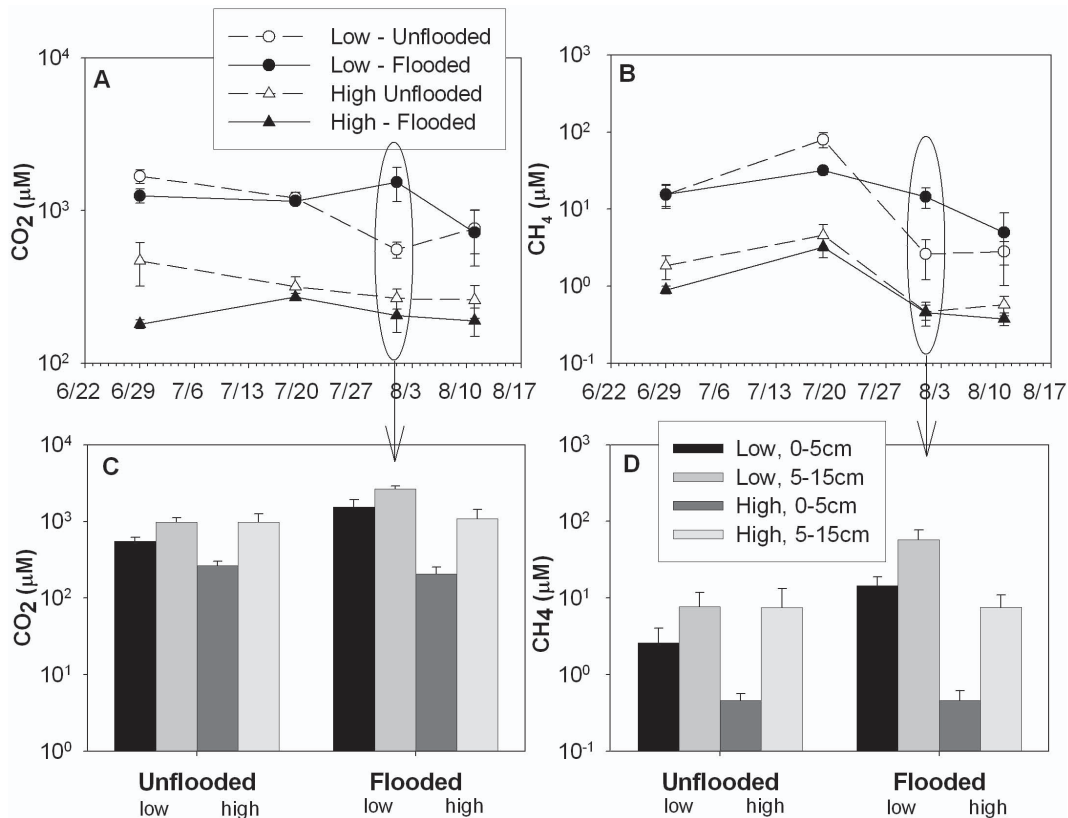 Low - Unflooded
Low - Flooded
High Unflooded
High - Flooded
A
CO2 (µM)
10^4
10^3
10^2
6/22 6/29 7/6 7/13 7/20 7/27 8/3 8/10 8/17
B
CH4 (µM)
10^3
10^2
10^1
10^0
10^-1
6/22 6/29 7/6 7/13 7/20 7/27 8/3 8/10 8/17
C
CO2 (µM)
10^4
10^3
10^2
10^1
10^0
Unflooded Flooded
low high low high
D
Low, 0-5cm
Low, 5-15cm
High, 0-5cm
High, 5-15cm
CH4 (µM)
10^3
10^2
10^1
10^0
10^-1
Unflooded Flooded
low high low high